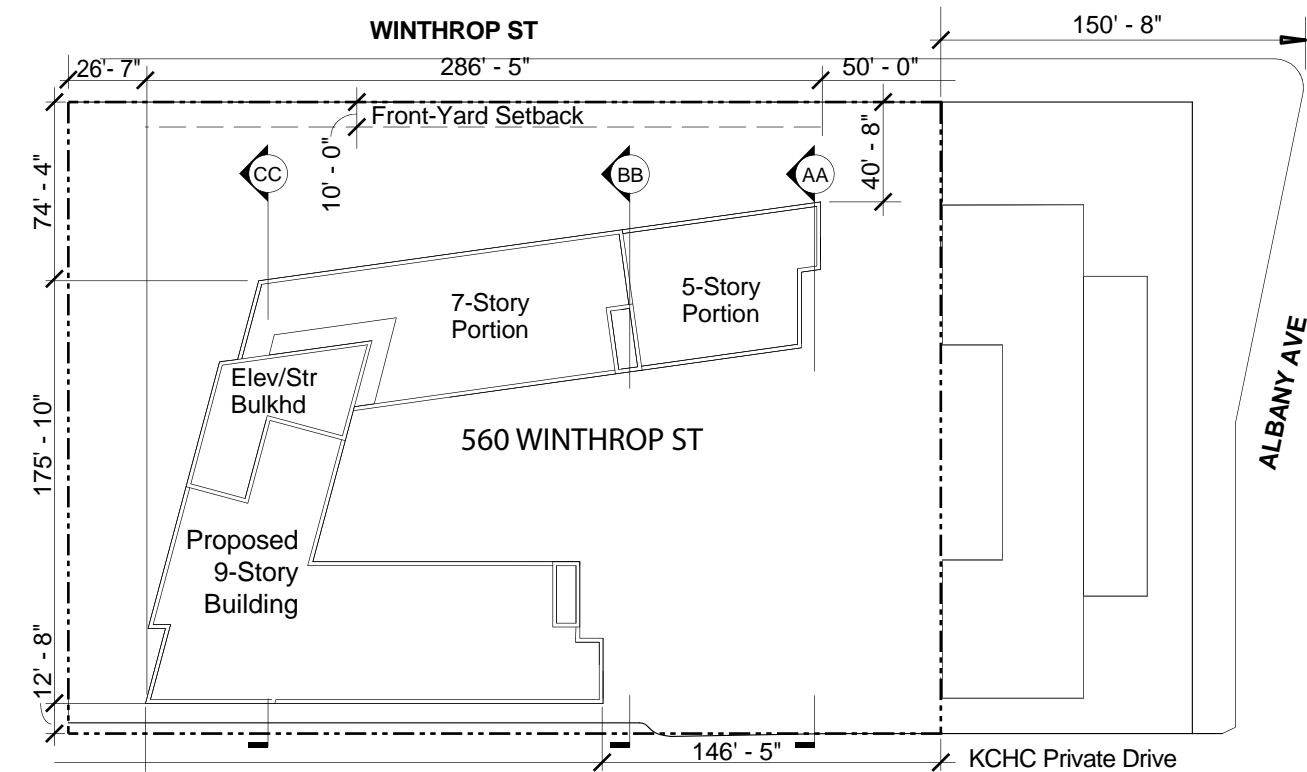 WINTHROP ST
150' - 8"
26'- 7"
286' - 5"
50' - 0"
Front-Yard Setback
10' - 0"
40' - 8"
74' - 4"
CC
BB
AA
7-Story
Portion
5-Story
Portion
Elev/Str
Bulkhd
560 WINTHROP ST
175' - 10"
ALBANY AVE
Proposed
9-Story
Building
12' - 8"
146' - 5"
KCHC Private Drive